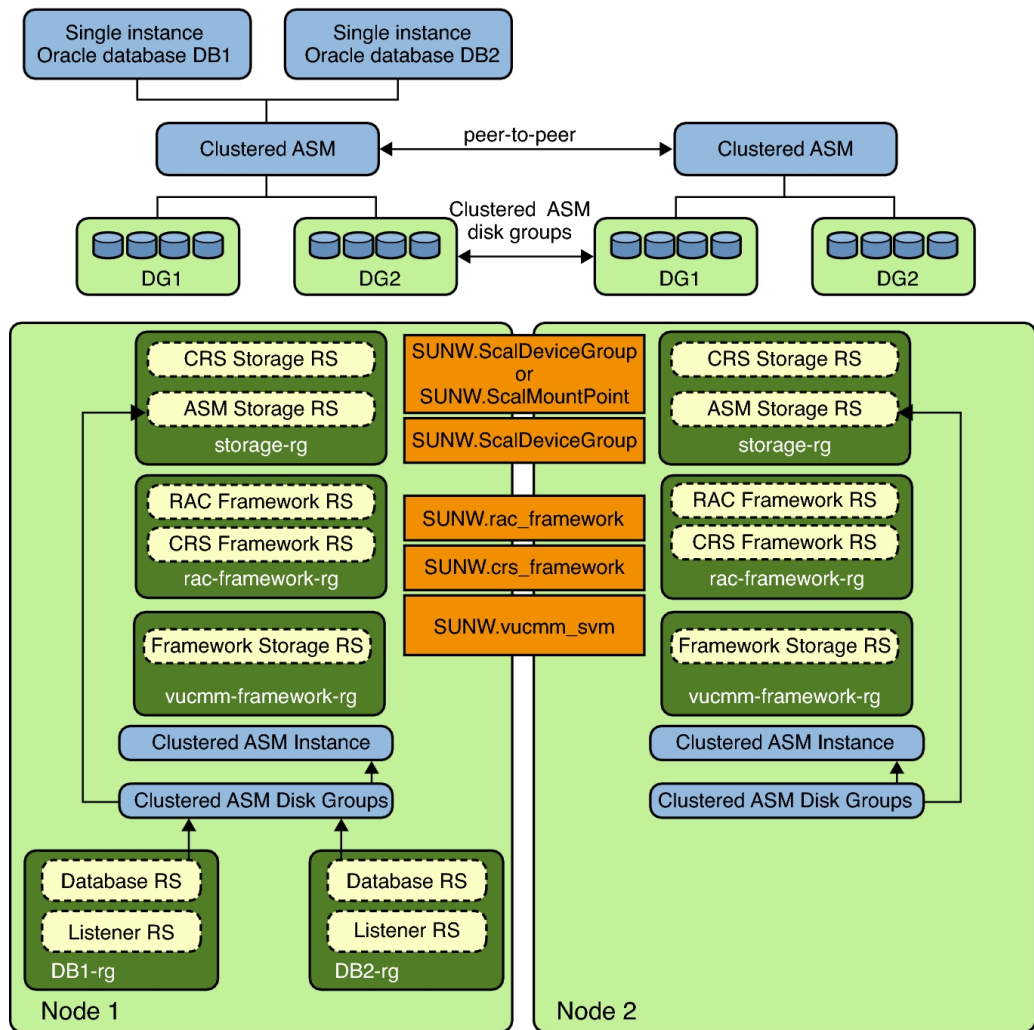 Single instance
Oracle database DB1
Single instance
Oracle database DB2
Clustered ASM
peer-to-peer
Clustered ASM
DG1
DG2
Clustered ASM
disk groups
DG1
DG2
CRS Storage RS
ASM Storage RS
storage-rg
SUNW.ScalDeviceGroup
or
SUNW.ScalMountPoint
SUNW.ScalDeviceGroup
CRS Storage RS
ASM Storage RS
storage-rg
RAC Framework RS
CRS Framework RS
rac-framework-rg
SUNW.rac_framework
SUNW.crs_framework
RAC Framework RS
CRS Framework RS
rac-framework-rg
Framework Storage RS
vucmm-framework-rg
SUNW.vucmm_svm
Framework Storage RS
vucmm-framework-rg
Clustered ASM Instance
Clustered ASM Disk Groups
Clustered ASM Instance
Clustered ASM Disk Groups
Database RS
Listener RS
DB1-rg
Database RS
Listener RS
DB2-rg
Node 1
Node 2